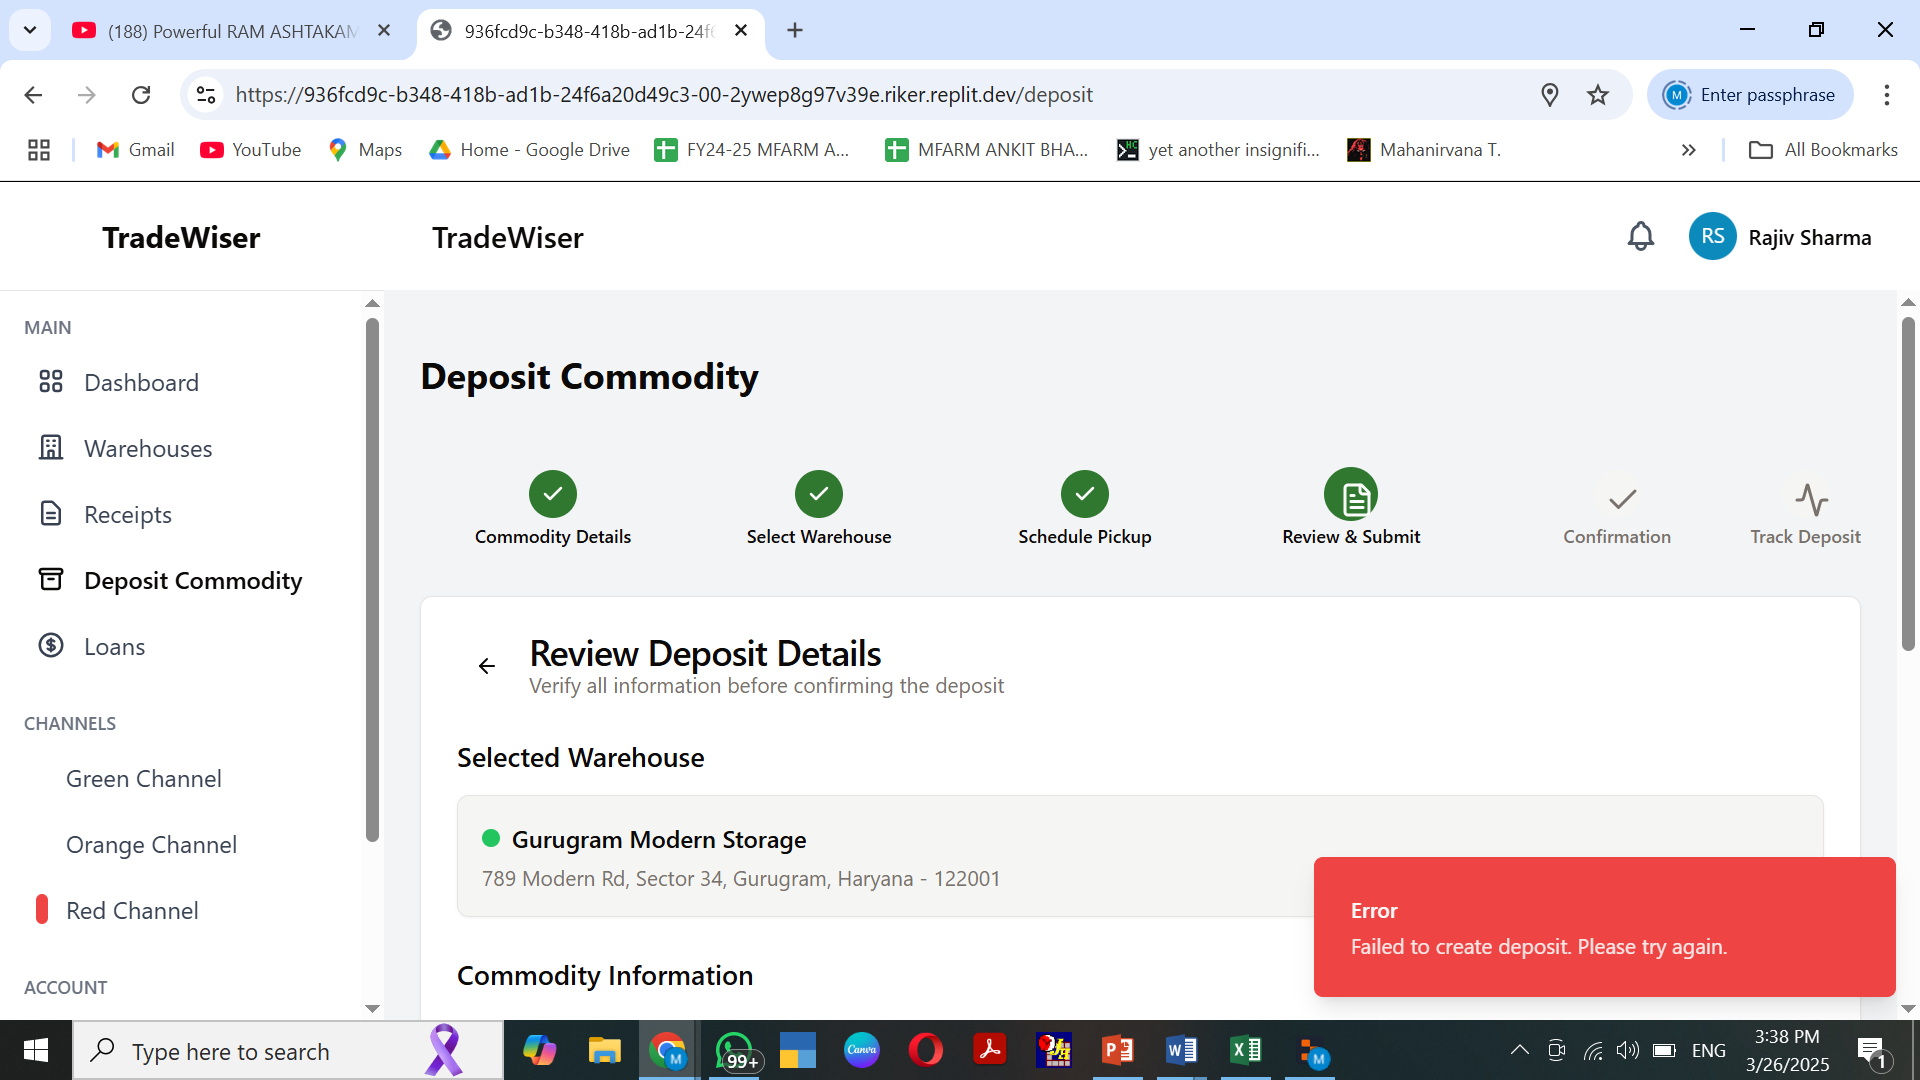 (188) Powerful RAM ASHTAKAM
936fcd9c-b348-418b-ad1b-24f6
https://936fcd9c-b348-418b-ad1b-24f6a20d49c3-00-2ywep8g97v39e.riker.replit.dev/deposit
M
Enter passphrase
Gmail
YouTube
Maps
Home - Google Drive
FY24-25 MFARM A...
MFARM ANKIT BHA...
yet another insignifi...
Mahanirvana T.
All Bookmarks
TradeWiser
TradeWiser
RS
Rajiv Sharma
MAIN
Dashboard
Warehouses
Receipts
Deposit Commodity
Loans
CHANNELS
Green Channel
Orange Channel
Red Channel
ACCOUNT
Deposit Commodity
Commodity Details
Select Warehouse
Schedule Pickup
Review & Submit
Confirmation
Track Deposit
Review Deposit Details
Verify all information before confirming the deposit
Selected Warehouse
Gurugram Modern Storage
789 Modern Rd, Sector 34, Gurugram, Haryana - 122001
Commodity Information
Error
Failed to create deposit. Please try again.
Type here to search
M
99+
Canva
M
ENG
3:38 PM
3/26/2025
1